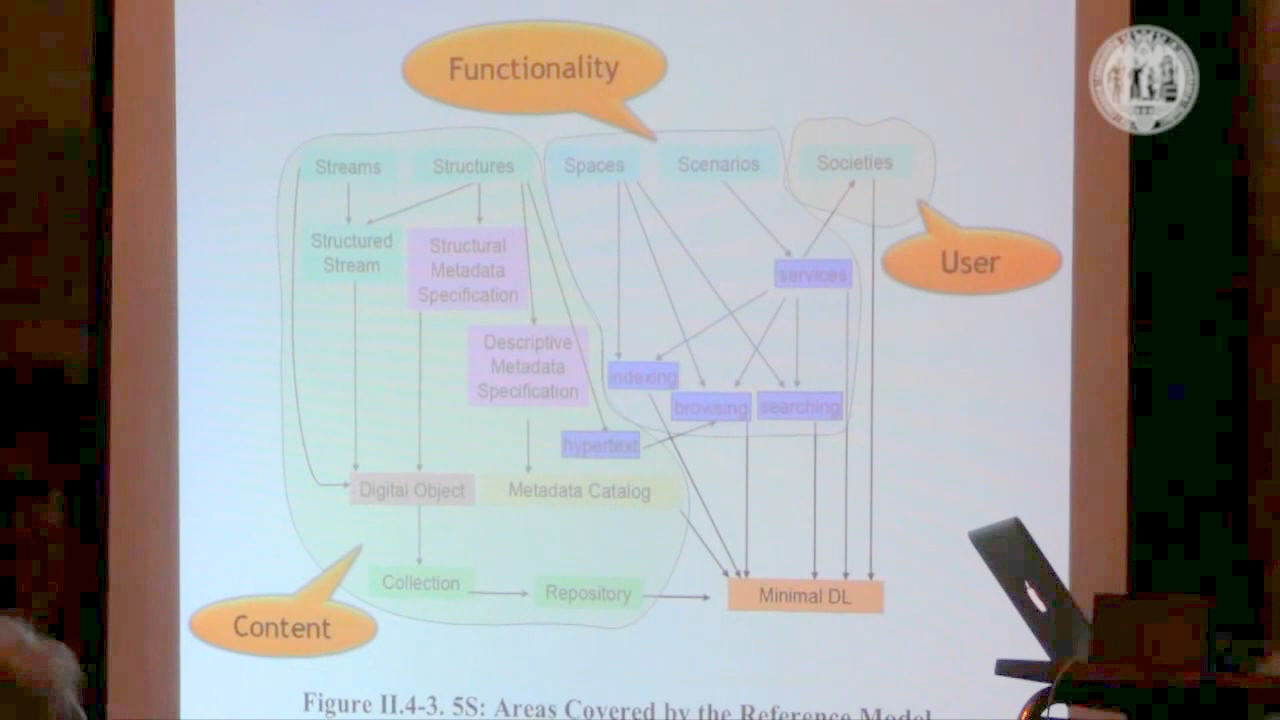 Functionality
Streams
Structures
Spaces
Scenarios
Societies
Structured
Stream
Structural
Metadata
Specification
User
services
Descriptive
Metadata
Specification
indexing
browsing
searching
hypertext
Digital Object
Metadata Catalog
Collection
Repository
Minimal DL
Content
Figure II.4-3. 5S: Areas Covered by the Reference Model